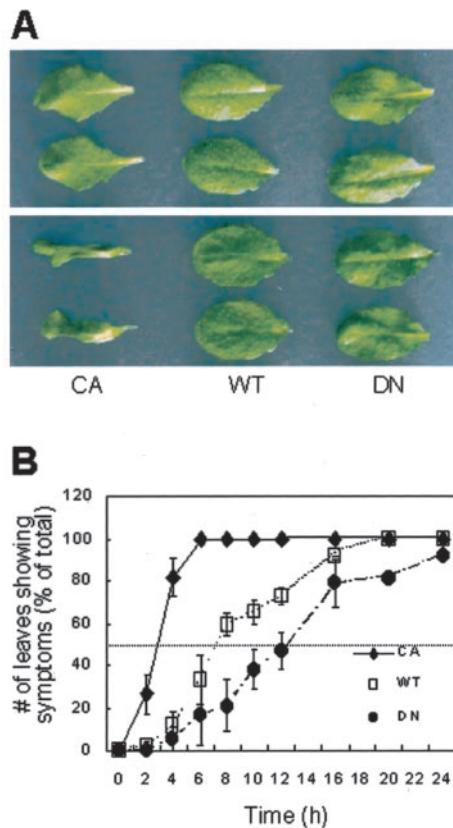 A
CA WT DN
B
# of leaves showing
symptoms (% of total)
120
100
80
60
40
20
0
CA
WT
DN
0 2 4 6 8 10 12 14 16 18 20 22 24
Time (h)